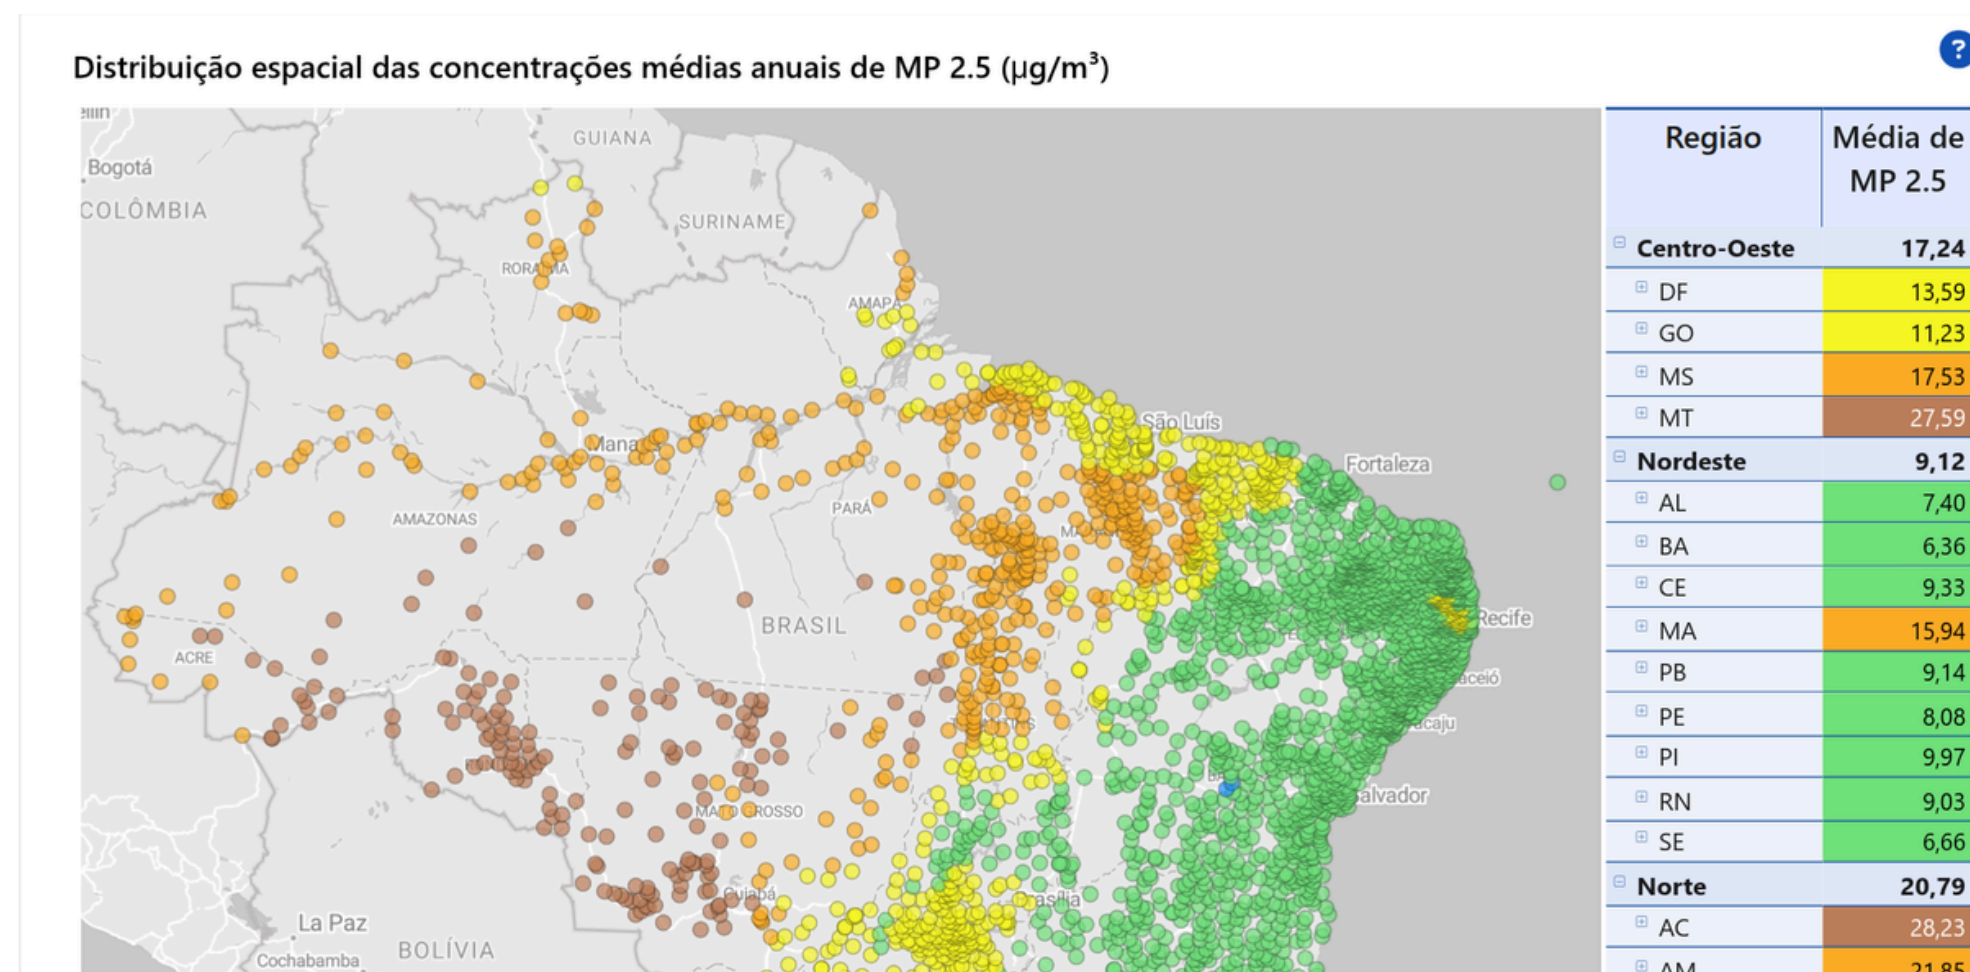 Distribuição espacial das concentrações médias anuais de MP 2.5 (µg/m³)
?
Bogotá
COLÔMBIA
GUIANA
SURINAME
AMAPÁ
São Luís
Fortaleza
AMAZONAS
PARÁ
BRASIL
Recife
ACRE
MATO GROSSO
Cuiabá
La Paz
BOLÍVIA
Cochabamba
Região
Média de
MP 2.5
Centro-Oeste 17,24
DF 13,59
GO 11,23
MS 17,53
MT 27,59
Nordeste 9,12
AL 7,40
BA 6,36
CE 9,33
MA 15,94
PB 9,14
PE 8,08
PI 9,97
RN 9,03
SE 6,66
Norte 20,79
AC 28,23
AM 21,85